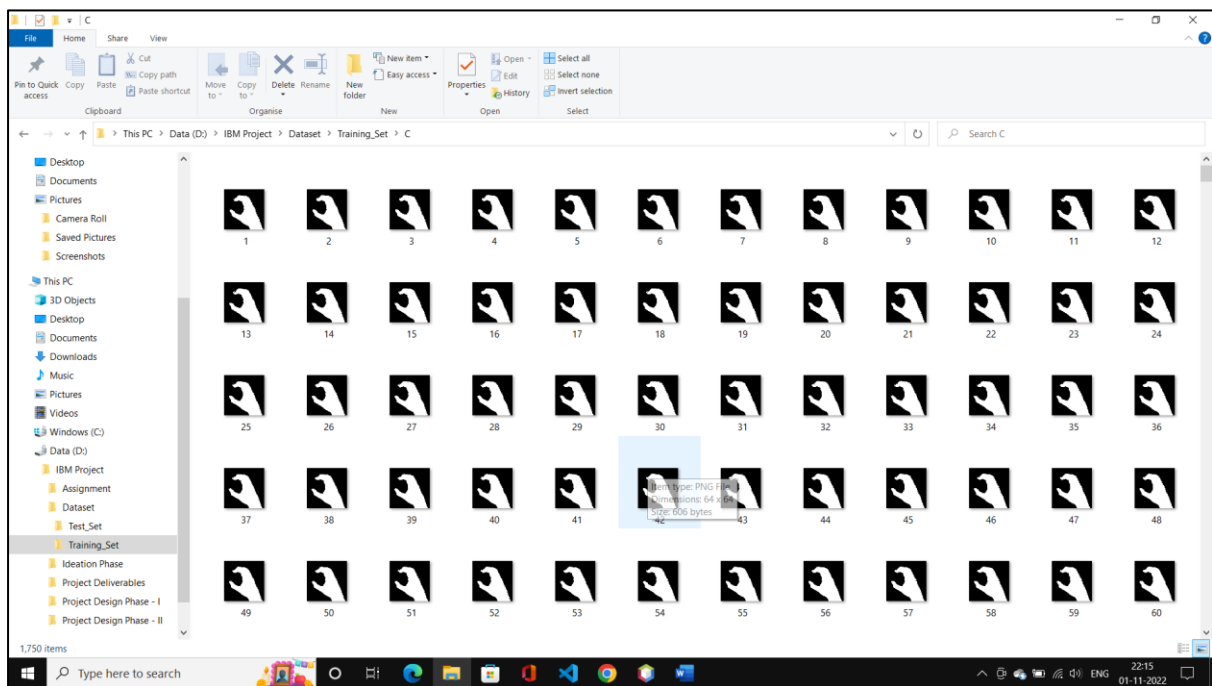 C
File Home Share View
Pin to Quick access
Copy
Paste
Cut
Copy path
Paste shortcut
Move to
Copy to
Delete
Rename
New folder
New item
Easy access
Properties
Open
Edit
History
Select all
Select none
Invert selection
Clipboard Organise New Open Select
This PC > Data (D:) > IBM Project > Dataset > Training_Set > C
Search C
Desktop
Documents
Pictures
Camera Roll
Saved Pictures
Screenshots
This PC
3D Objects
Desktop
Documents
Downloads
Music
Pictures
Videos
Windows (C:)
Data (D:)
IBM Project
Assignment
Dataset
Test_Set
Training_Set
Ideation Phase
Project Deliverables
Project Design Phase - I
Project Design Phase - II
1 2 3 4 5 6 7 8 9 10 11 12
13 14 15 16 17 18 19 20 21 22 23 24
25 26 27 28 29 30 31 32 33 34 35 36
Item type: PNG File
Dimensions: 64 x 64
Size: 606 bytes
37 38 39 40 41 42 43 44 45 46 47 48
49 50 51 52 53 54 55 56 57 58 59 60
1,750 items
Type here to search
ENG
22:15
01-11-2022